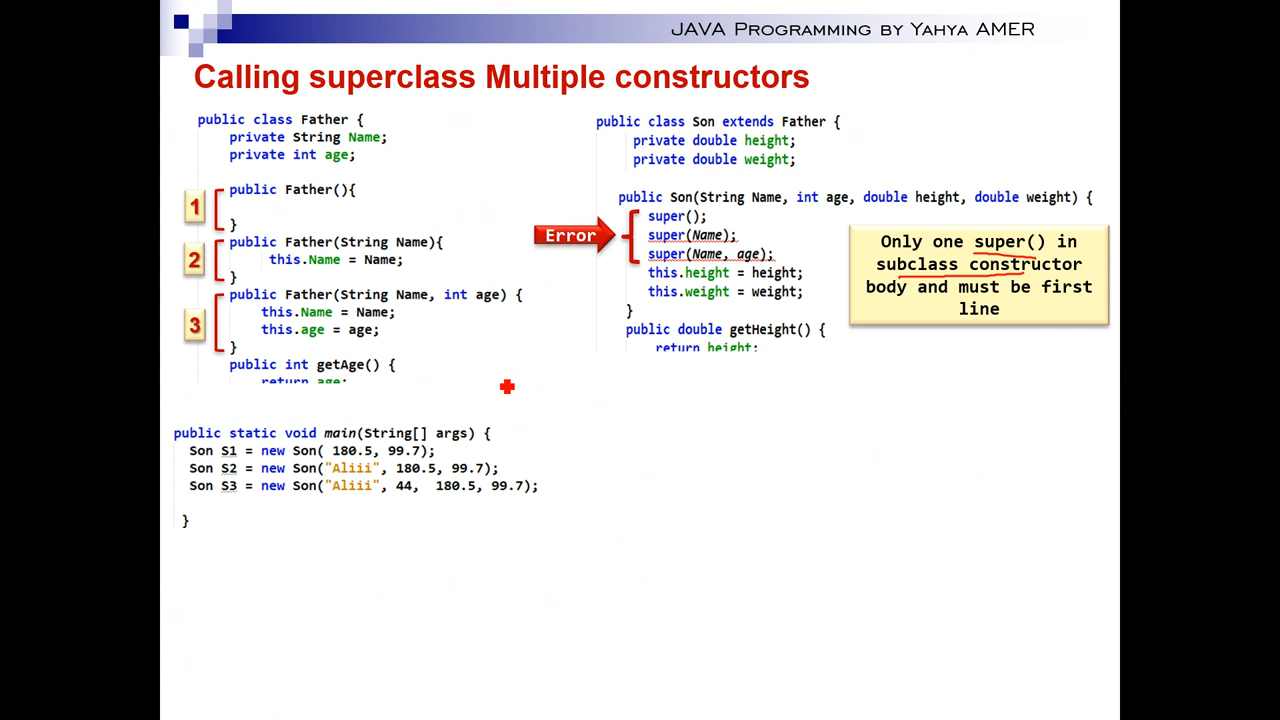 JAVA Programming by Yahya AMER
Calling superclass Multiple constructors
public class Father {
private String Name;
private int age;
1
public Father(){
}
2
public Father(String Name){
this.Name = Name;
}
3
public Father(String Name, int age) {
this.Name = Name;
this.age = age;
}
public int getAge() {
return age;
public class Son extends Father {
private double height;
private double weight;
public Son(String Name, int age, double height, double weight) {
super();
Error
super(Name);
super(Name, age);
this.height = height;
this.weight = weight;
}
public double getHeight() {
return height;
Only one super() in
subclass constructor
body and must be first
line
public static void main(String[] args) {
Son S1 = new Son( 180.5, 99.7);
Son S2 = new Son("Aliii", 180.5, 99.7);
Son S3 = new Son("Aliii", 44,  180.5, 99.7);
}